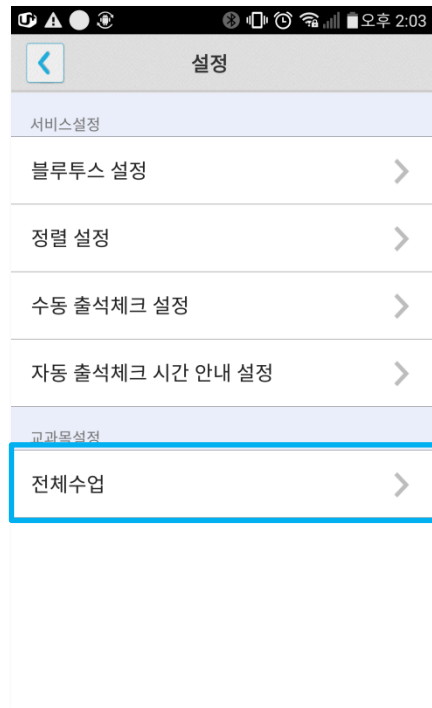 오후 2:03
설정
서비스설정
블루투스 설정
정렬 설정
수동 출석체크 설정
자동 출석체크 시간 안내 설정
교과목설정
전체수업